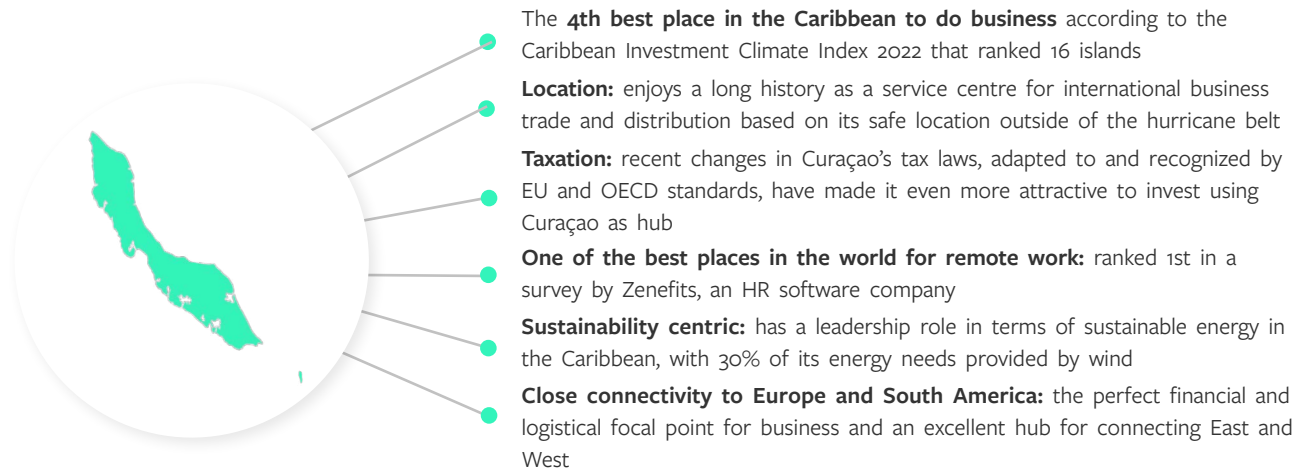 The 4th best place in the Caribbean to do business according to the
Caribbean Investment Climate Index 2022 that ranked 16 islands
Location: enjoys a long history as a service centre for international business
trade and distribution based on its safe location outside of the hurricane belt
Taxation: recent changes in Curaçao’s tax laws, adapted to and recognized by
EU and OECD standards, have made it even more attractive to invest using
Curaçao as hub
One of the best places in the world for remote work: ranked 1st in a
survey by Zenefits, an HR software company
Sustainability centric: has a leadership role in terms of sustainable energy in
the Caribbean, with 30% of its energy needs provided by wind
Close connectivity to Europe and South America: the perfect financial and
logistical focal point for business and an excellent hub for connecting East and
West